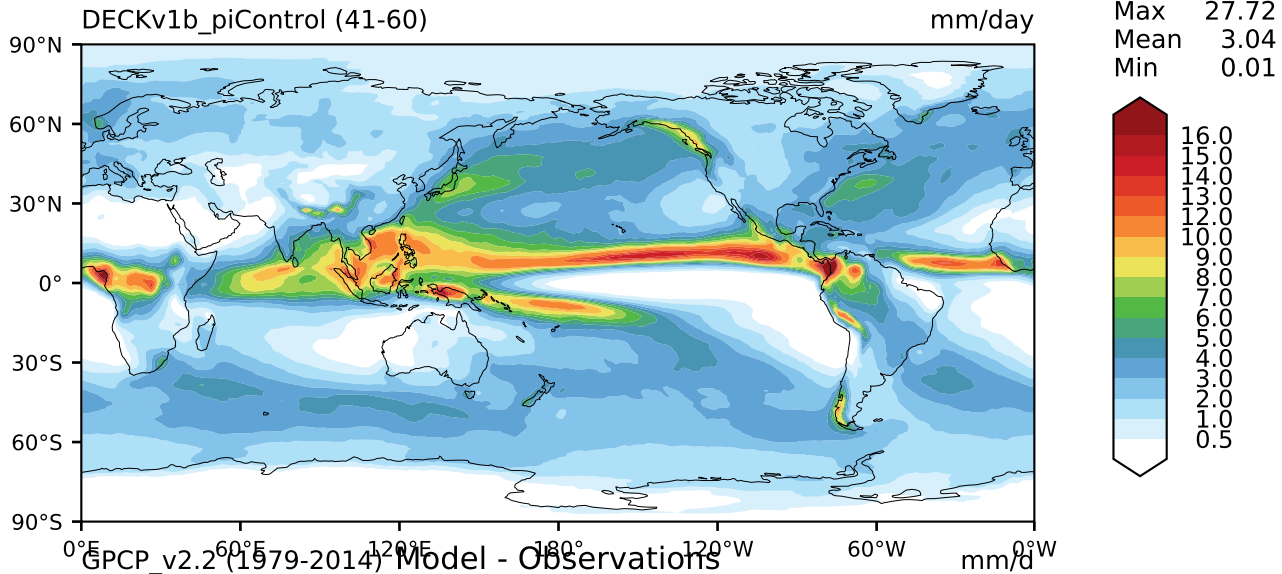 DECKv1b_piControl (41-60) mm/day
Max 27.72
Mean 3.04
Min 0.01
90°N
60°N
30°N
0°
30°S
60°S
90°S
16.0
15.0
14.0
13.0
12.0
10.0
9.0
8.0
7.0
6.0
5.0
4.0
3.0
2.0
1.0
0.5
0°E 60°E 120°E 180° 120°W 60°W 0°W
GPCP_v2.2 (1979-2014) Model - Observations mm/d